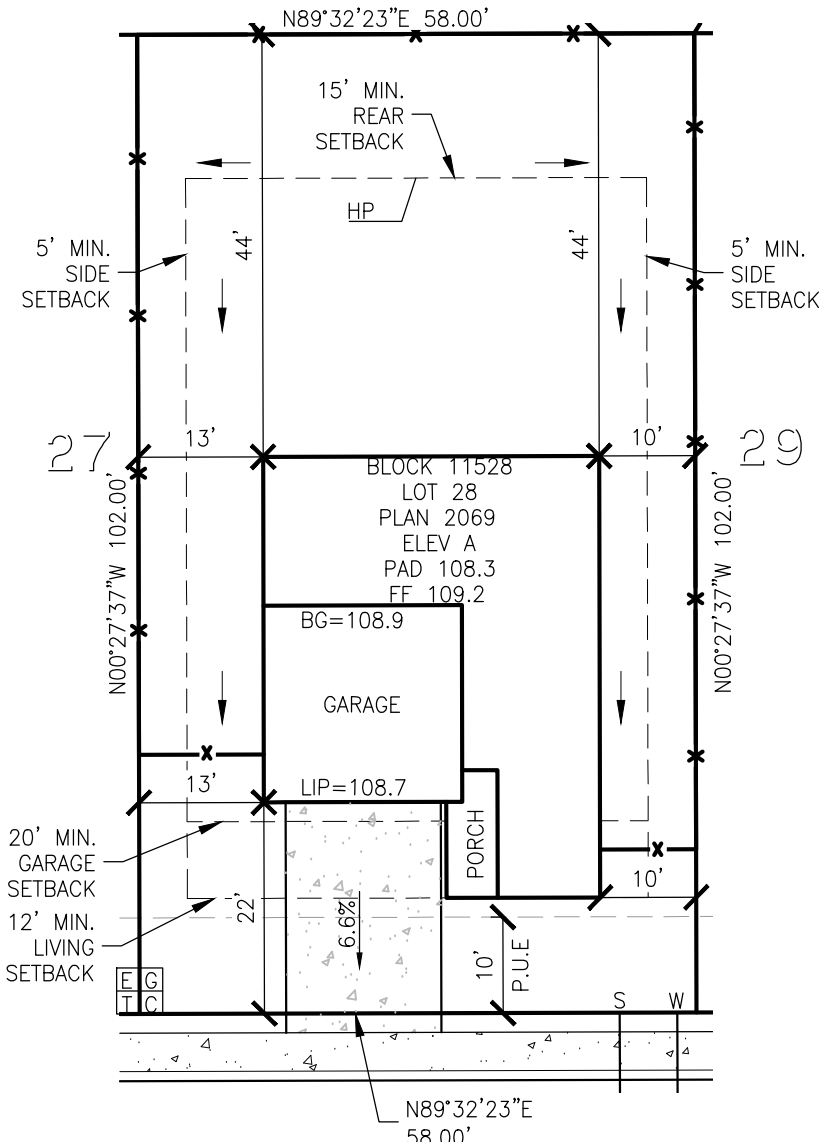 N89°32'23"E 58.00'
15' MIN.
REAR
SETBACK
HP
44'
44'
5' MIN.
SIDE
SETBACK
5' MIN.
SIDE
SETBACK
27
13'
10'
29
BLOCK 11528
LOT 28
PLAN 2069
ELEV A
PAD 108.3
FF 109.2
N00°27'37"W 102.00'
N00°27'37"W 102.00'
BG=108.9
GARAGE
LIP=108.7
13'
PORCH
20' MIN.
GARAGE
SETBACK
10'
12' MIN.
LIVING
SETBACK
22'
6.6%
10'
P.U.E
E G
T C
S W
N89°32'23"E
58.00'